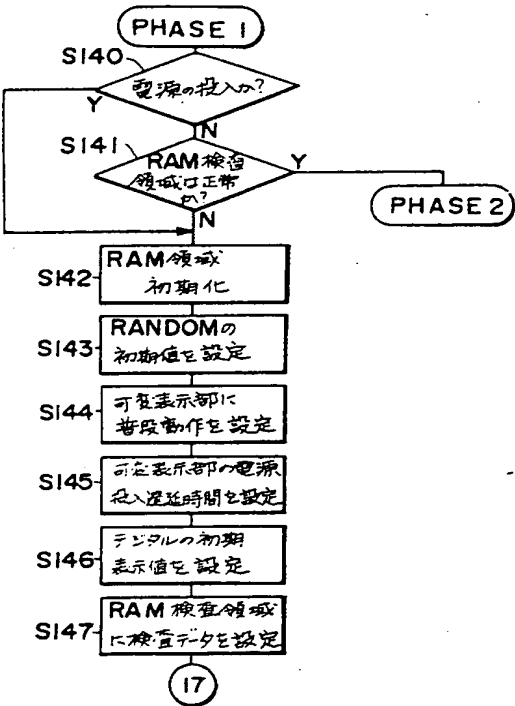 PHASE 1
S140
電源の投入か?
Y
N
S141
RAM検査
領域は正常
か?
Y
N
PHASE 2
S142
RAM領域
初期化
S143
RANDOMの
初期値を設定
S144
可変表示部に
普段動作を設定
S145
可変表示部の電源
投入遅延時間を設定
S146
デジタルの初期
表示値を設定
S147
RAM検査領域
に検査データを設定
17